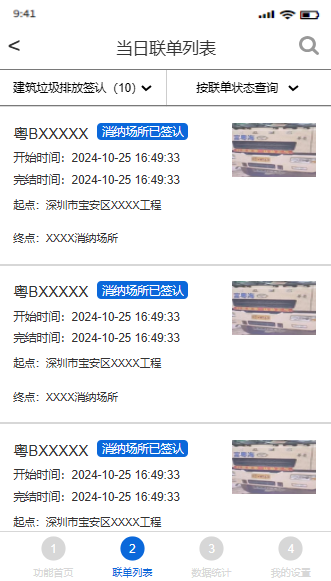 9:41
<
当日联单列表
建筑垃圾排放签认（10）
按联单状态查询
粤BXXXXX 消纳场所已签认
开始时间：2024-10-25 16:49:33
完结时间：2024-10-25 16:49:33
起点：深圳市宝安区XXXX工程
终点：XXXX消纳场所
粤BXXXXX 消纳场所已签认
开始时间：2024-10-25 16:49:33
完结时间：2024-10-25 16:49:33
起点：深圳市宝安区XXXX工程
终点：XXXX消纳场所
粤BXXXXX 消纳场所已签认
开始时间：2024-10-25 16:49:33
完结时间：2024-10-25 16:49:33
起点：深圳市宝安区XXXX工程
1 2 3 4
功能首页 联单列表 数据统计 我的设置